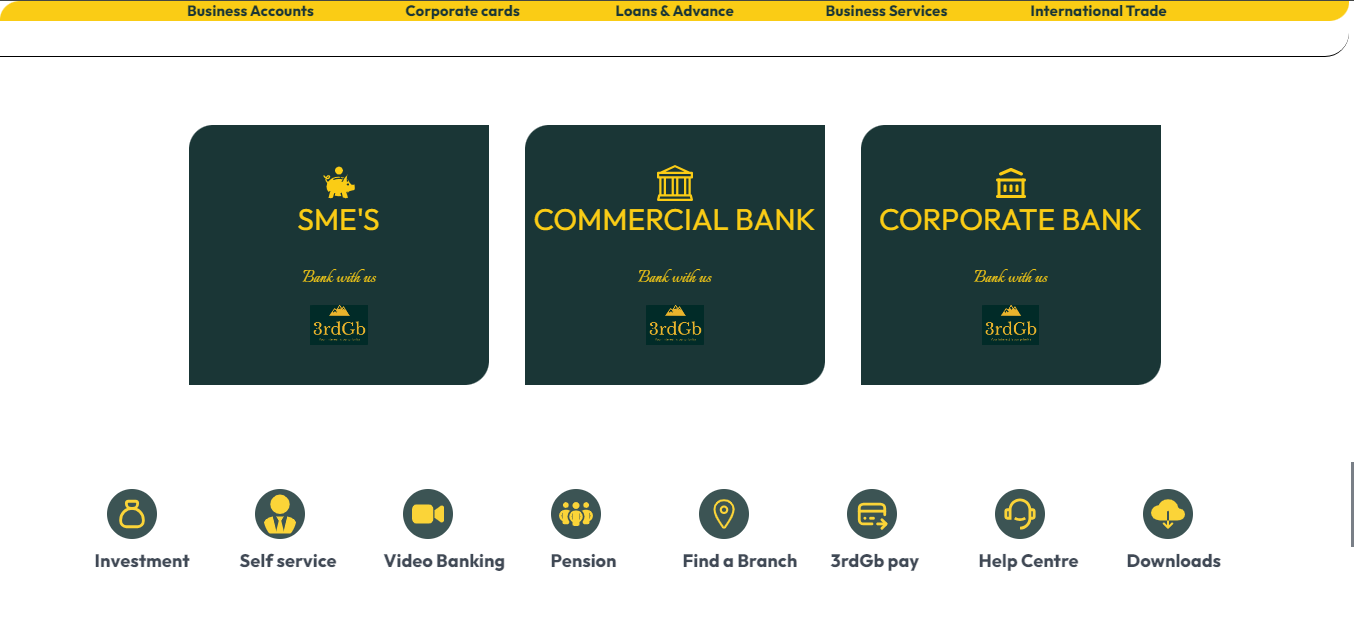 Business Accounts Corporate cards Loans & Advance Business Services International Trade
SME'S
Bank with us
3rdGb
COMMERCIAL BANK
Bank with us
3rdGb
CORPORATE BANK
Bank with us
3rdGb
Investment Self service Video Banking Pension Find a Branch 3rdGb pay Help Centre Downloads